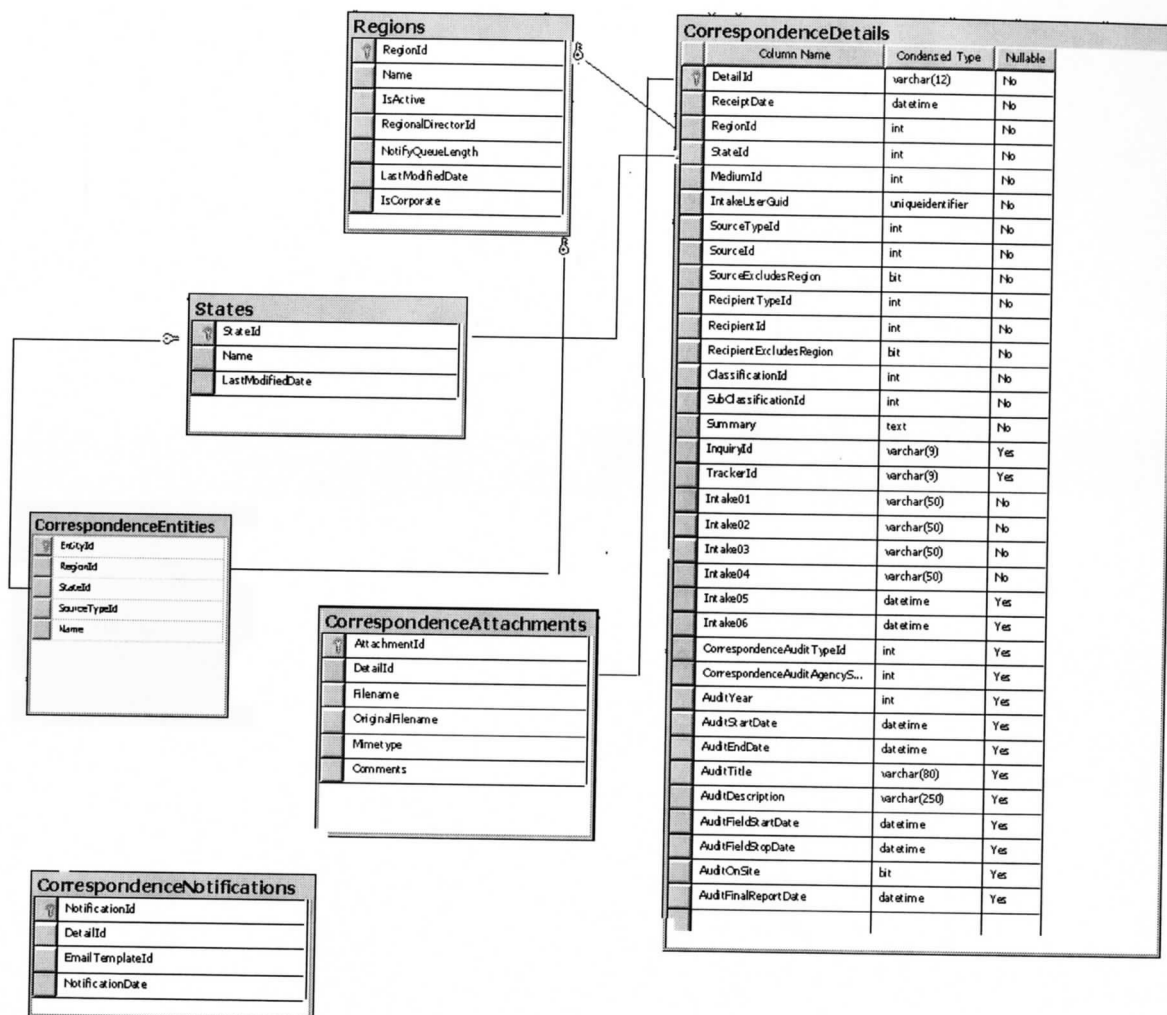 Regions
RegionId
Name
IsActive
RegionalDirectorId
NotifyQueueLength
LastModifiedDate
IsCorporate
States
StateId
Name
LastModifiedDate
CorrespondenceEntities
EntityId
RegionId
StateId
SourceTypeId
Name
CorrespondenceAttachments
AttachmentId
DetailId
Filename
OriginalFilename
Mimetype
Comments
CorrespondenceNotifications
NotificationId
DetailId
EmailTemplateId
NotificationDate
CorrespondenceDetails
Column Name Condensed Type Nullable
DetailId varchar(12) No
ReceiptDate datetime No
RegionId int No
StateId int No
MediumId int No
IntakeUserGuid uniqueidentifier No
SourceTypeId int No
SourceId int No
SourceExcludesRegion bit No
RecipientTypeId int No
RecipientId int No
RecipientExcludesRegion bit No
ClassificationId int No
SubClassificationId int No
Summary text No
InquiryId varchar(9) Yes
TrackerId varchar(9) Yes
Intake01 varchar(50) No
Intake02 varchar(50) No
Intake03 varchar(50) No
Intake04 varchar(50) No
Intake05 datetime Yes
Intake06 datetime Yes
CorrespondenceAuditTypeId int Yes
CorrespondenceAuditAgencyS... int Yes
AuditYear int Yes
AuditStartDate datetime Yes
AuditEndDate datetime Yes
AuditTitle varchar(80) Yes
AuditDescription varchar(250) Yes
AuditFieldStartDate datetime Yes
AuditFieldStopDate datetime Yes
AuditOnSite bit Yes
AuditFinalReportDate datetime Yes